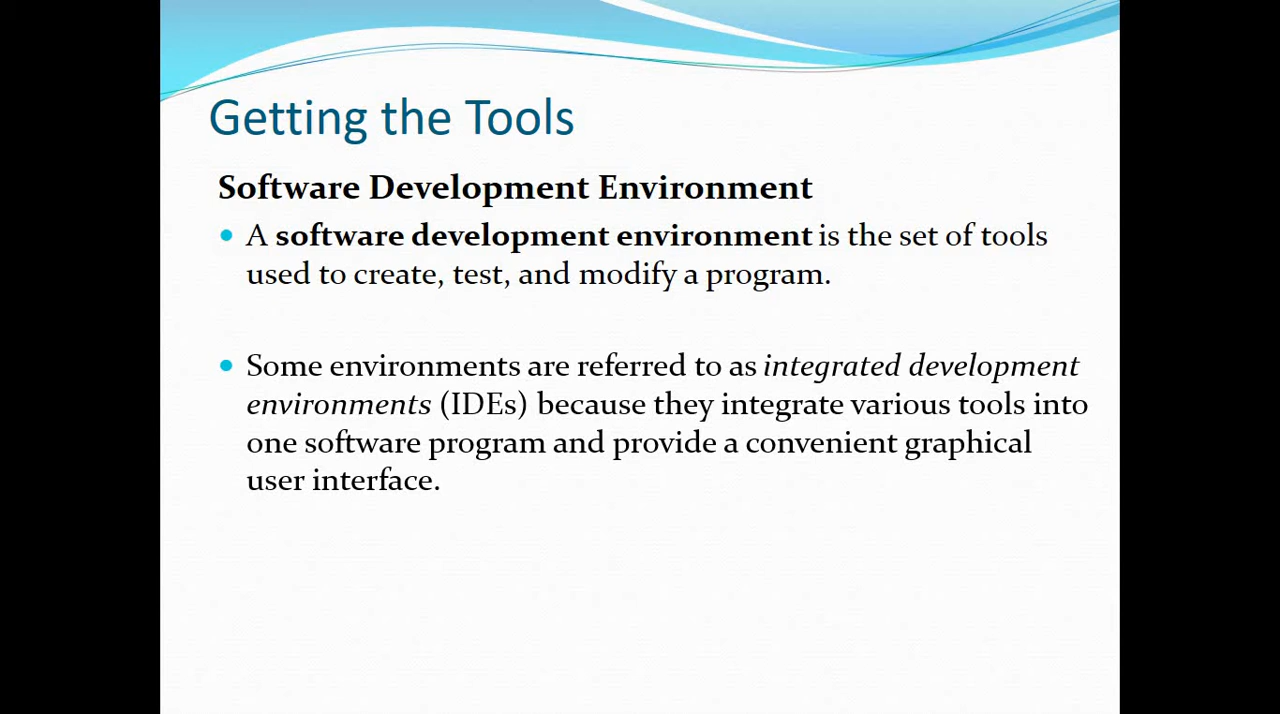 Getting the Tools
Software Development Environment
A software development environment is the set of tools
used to create, test, and modify a program.
Some environments are referred to as integrated development
environments (IDEs) because they integrate various tools into
one software program and provide a convenient graphical
user interface.